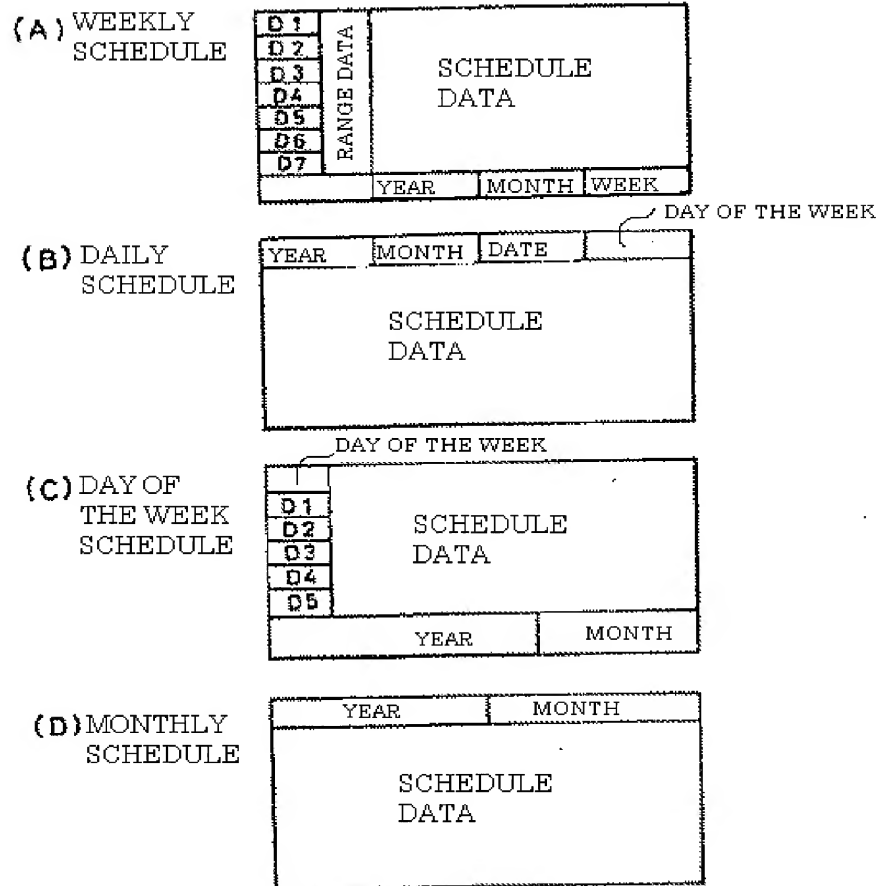 (A) WEEKLY
SCHEDULE
D1
D2
D3
D4
D5
D6
D7
RANGE DATA
SCHEDULE
DATA
YEAR MONTH WEEK
DAY OF THE WEEK
(B) DAILY
SCHEDULE
YEAR MONTH DATE
SCHEDULE
DATA
DAY OF THE WEEK
(C) DAY OF
THE WEEK
SCHEDULE
D1
D2
D3
D4
D5
SCHEDULE
DATA
YEAR MONTH
(D) MONTHLY
SCHEDULE
YEAR MONTH
SCHEDULE
DATA